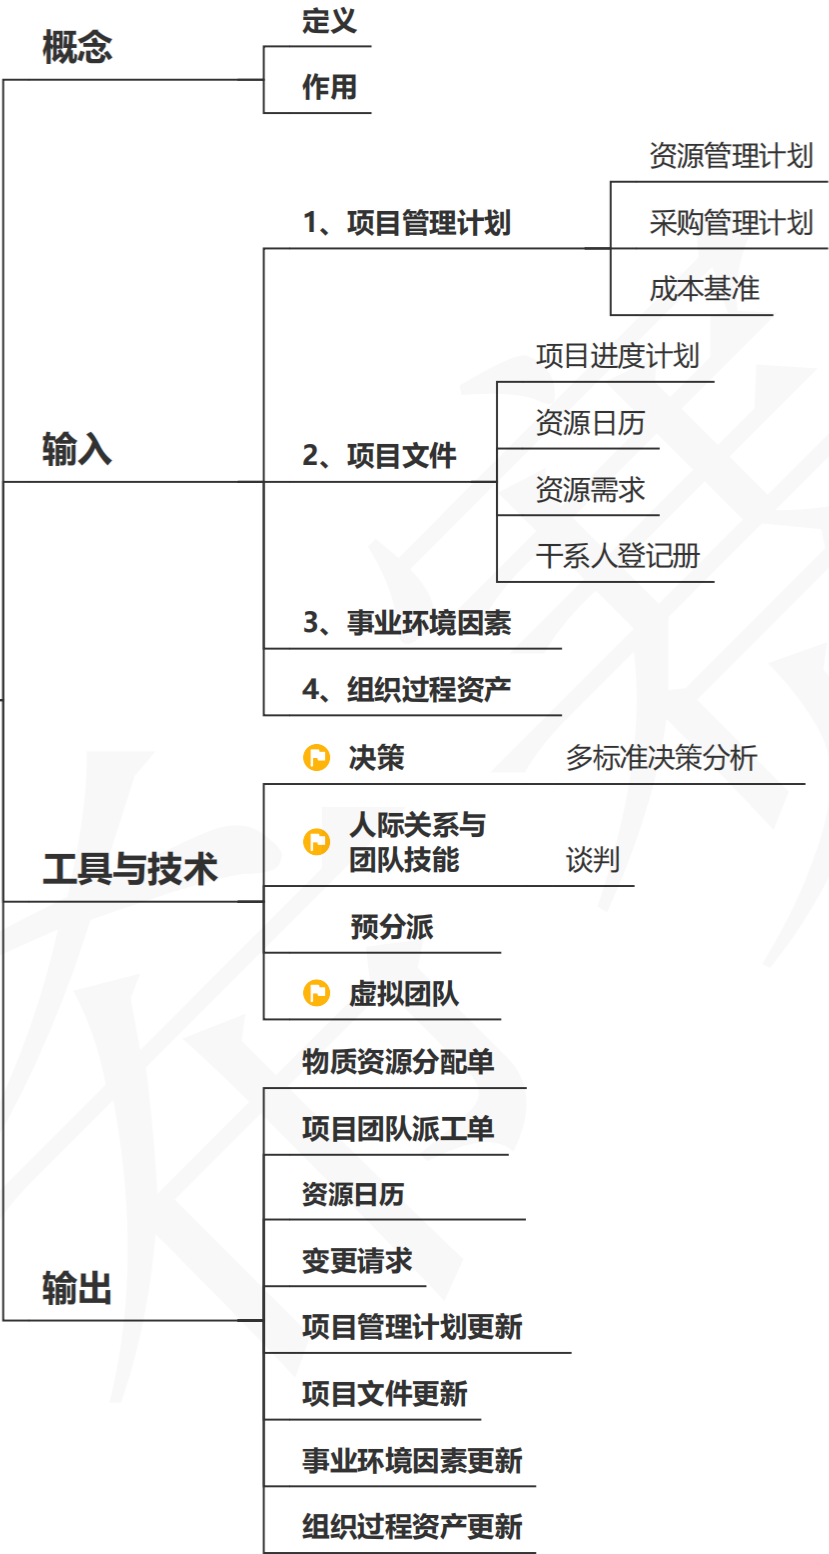 概念
定义
作用
输入
1、项目管理计划
资源管理计划
采购管理计划
成本基准
2、项目文件
项目进度计划
资源日历
资源需求
干系人登记册
3、事业环境因素
4、组织过程资产
工具与技术
决策
多标准决策分析
人际关系与
团队技能
谈判
预分派
虚拟团队
输出
物质资源分配单
项目团队派工单
资源日历
变更请求
项目管理计划更新
项目文件更新
事业环境因素更新
组织过程资产更新